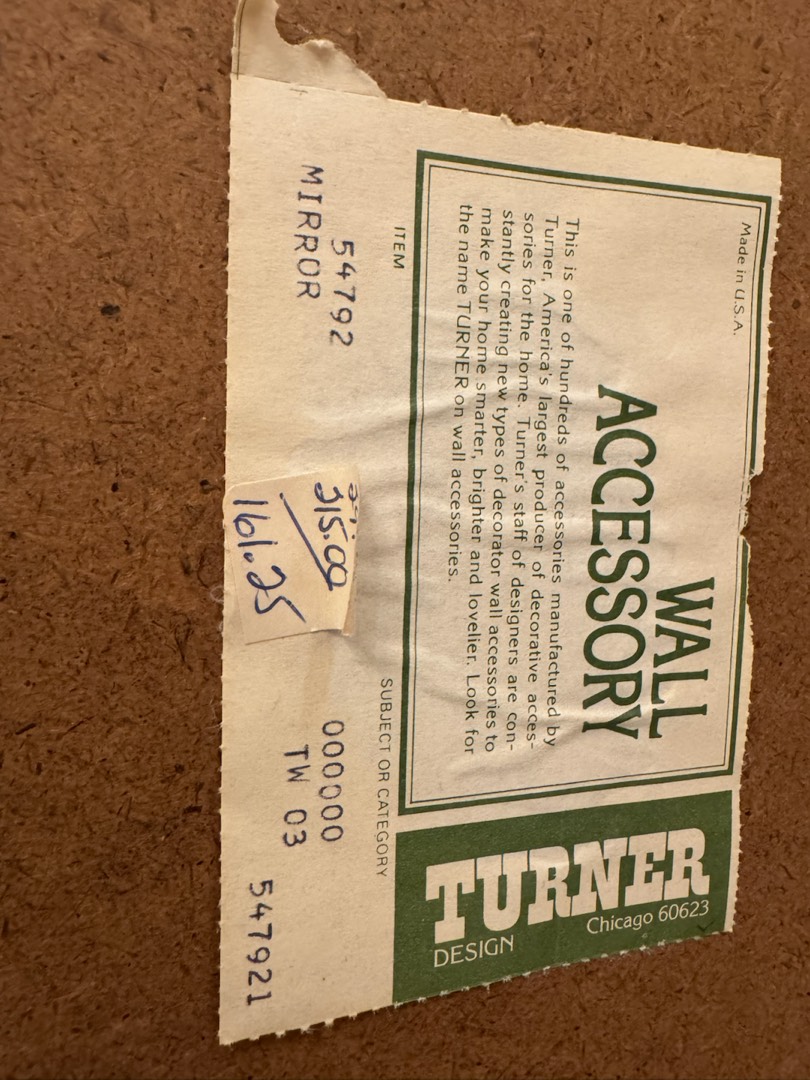 Made in U.S.A.
WALL
ACCESSORY
This is one of hundreds of accessories manufactured by
Turner, America's largest producer of decorative acces-
sories for the home. Turner's staff of designers are con-
stantly creating new types of decorator wall accessories to
make your home smarter, brighter and lovelier. Look for
the name TURNER on wall accessories.
TURNER
Chicago 60623
DESIGN
ITEM
SUBJECT OR CATEGORY
54792
MIRROR
215.00
161.25
000000
TW 03
547921